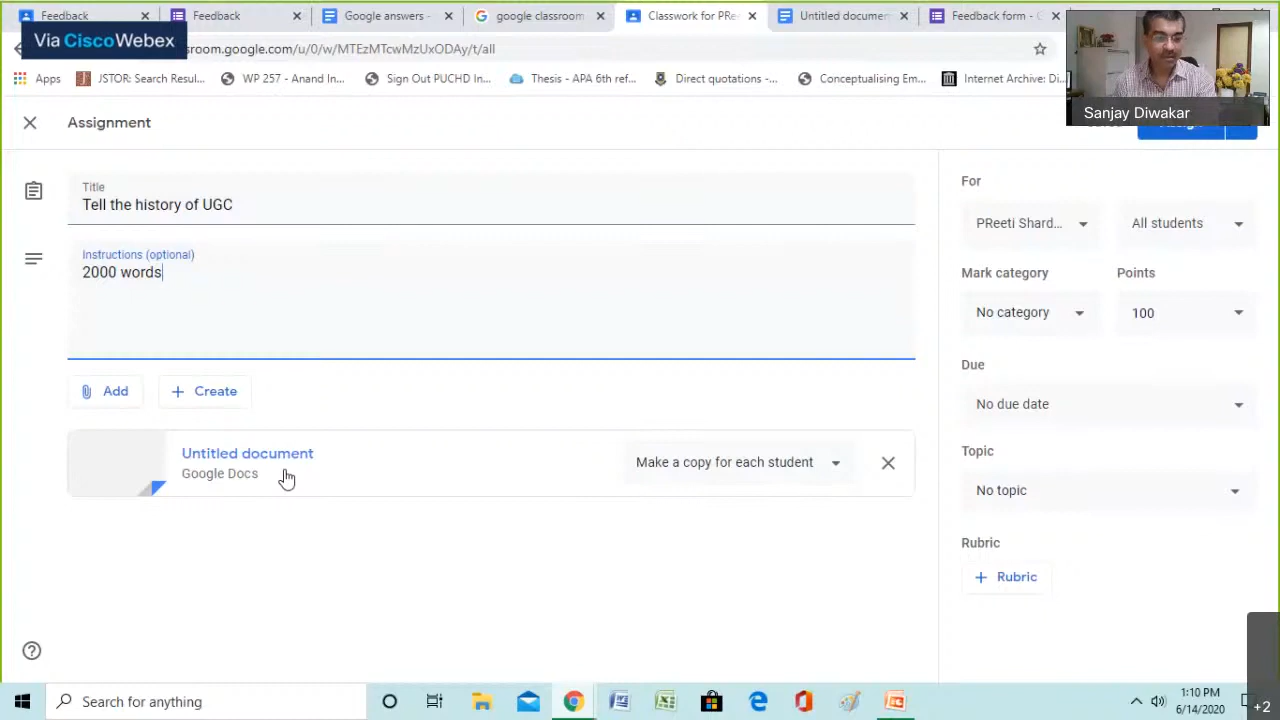 Feedback
Feedback
Google answers -
google classroom
Classwork for PRe
Untitled docume
Feedback form - G
Via CiscoWebex
sroom.google.com/u/0/w/MTEzMTcwMzUxODAy/t/all
Apps
JSTOR: Search Resul...
WP 257 - Anand In...
Sign Out PUCHD In...
Thesis - APA 6th ref...
Direct quotations -...
Conceptualising Em...
Internet Archive: Di...
Sanjay Diwakar
Assignment
Title
Tell the history of UGC
Instructions (optional)
2000 words
Add
Create
Untitled document
Google Docs
Make a copy for each student
For
PReeti Shard...
All students
Mark category
Points
No category
100
Due
No due date
Topic
No topic
Rubric
Rubric
Search for anything
1:10 PM
6/14/2020
+2